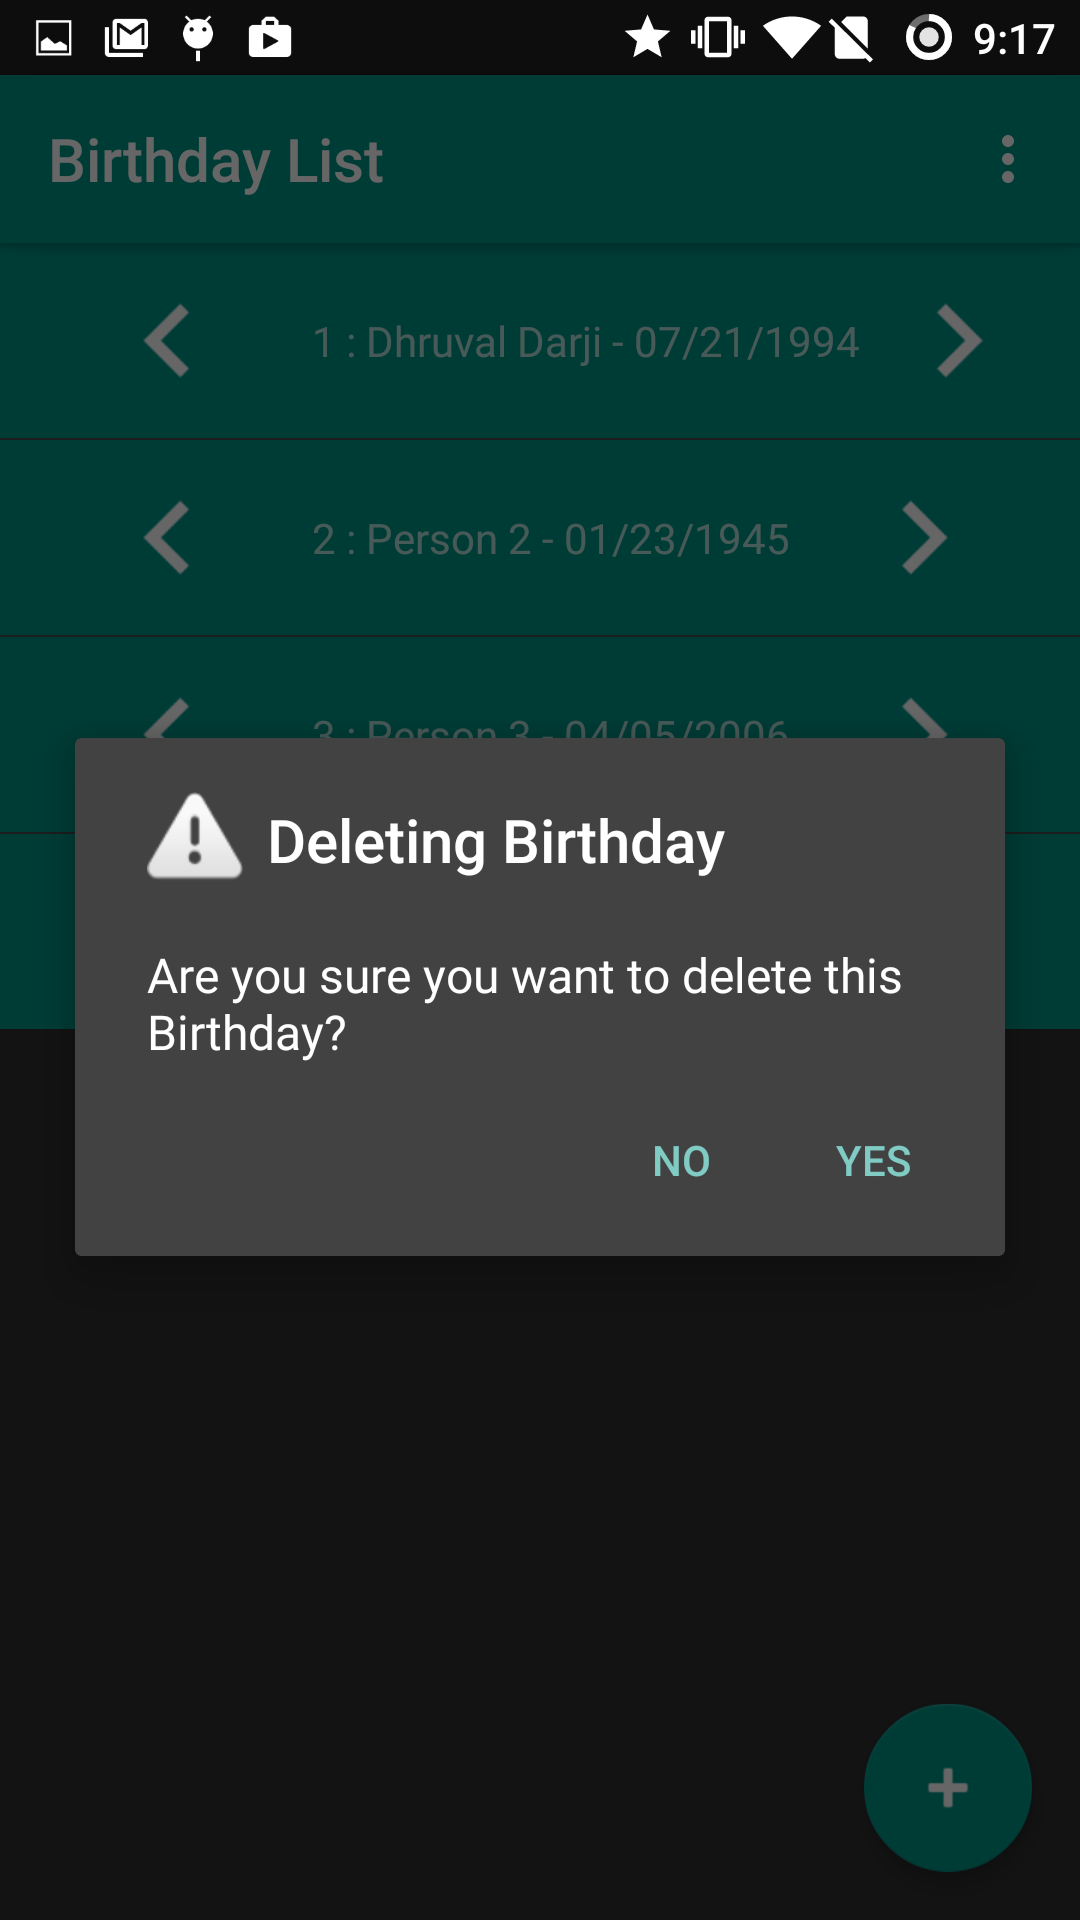 9:17
Birthday List
1 : Dhruval Darji - 07/21/1994
2 : Person 2 - 01/23/1945
3 : Person 3 - 04/05/2006
Deleting Birthday
Are you sure you want to delete this
Birthday?
NO YES